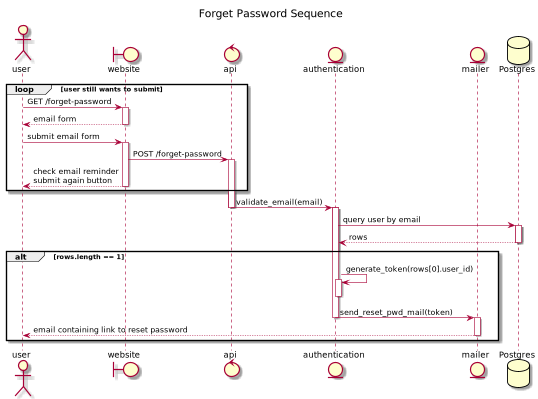 Forget Password Sequence
user website api authentication mailer Postgres
loop [user still wants to submit]
GET /forget-password
email form
submit email form
POST /forget-password
check email reminder
submit again button
validate_email(email)
query user by email
rows
alt [rows.length == 1]
generate_token(rows[0].user_id)
send_reset_pwd_mail(token)
email containing link to reset password
user website api authentication mailer Postgres